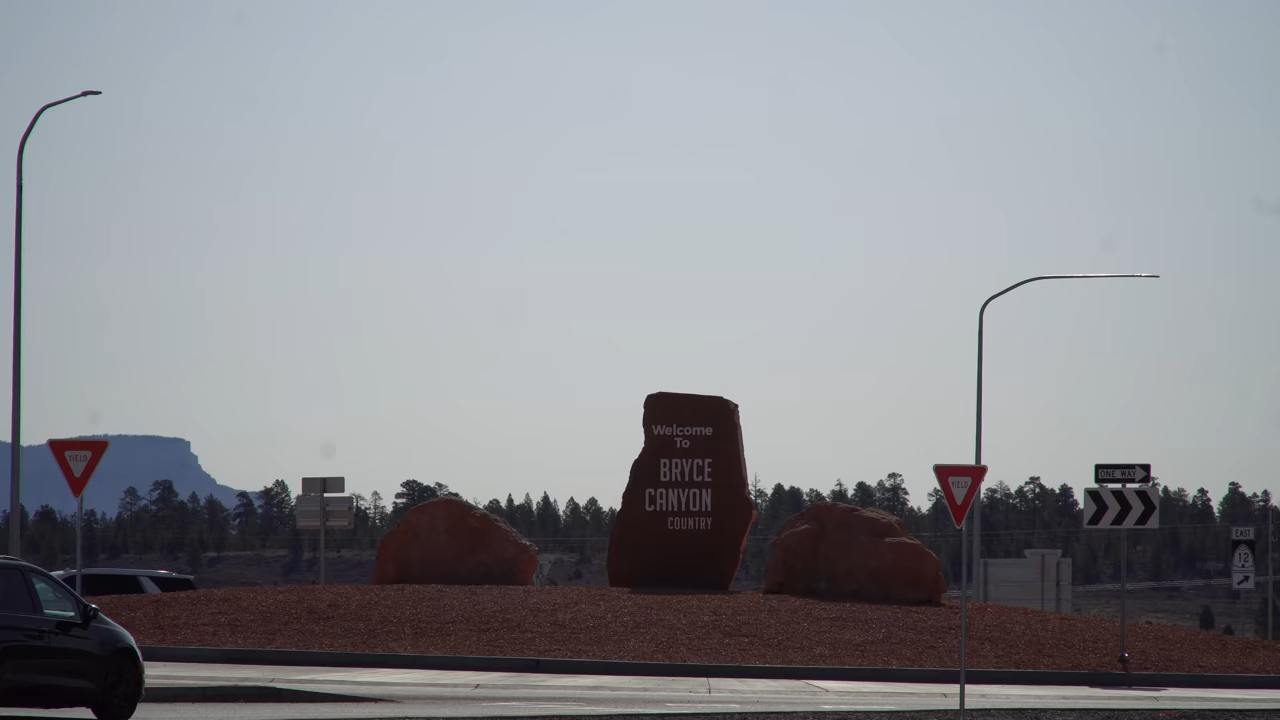 Welcome
To
BRYCE
CANYON
COUNTRY
YIELD
YIELD
ONE WAY
EAST
12